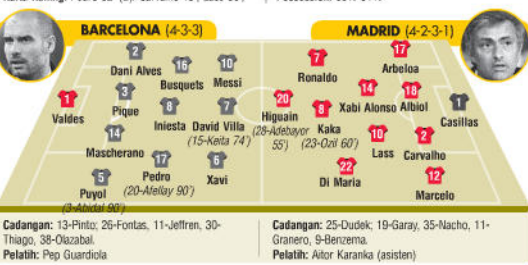 BARCELONA (4-3-3)
MADRID (4-2-3-1)
2
Dani Alves
16
Busquets
10
Messi
1
Valdes
3
Pique
8
Iniesta
7
David Villa
(15-Keita 74')
14
Mascherano
5
Puyol
(3-Abidal 90')
17
Pedro
(20-Afellay 90')
6
Xavi
7
Ronaldo
17
Arbeloa
20
Higuain
(28-Adebayor
55')
14
Xabi Alonso
18
Albiol
1
Casillas
8
Kaka
(23-Ozil 60')
10
Lass
2
Carvalho
22
Di Maria
12
Marcelo
Cadangan: 13-Pinto; 26-Fontas, 11-Jeffren, 30-
Thiago, 38-Olazabal.
Pelatih: Pep Guardiola
Cadangan: 25-Dudek; 19-Garay, 35-Nacho, 11-
Granero, 9-Benzema.
Pelatih: Aitor Karanka (asisten)